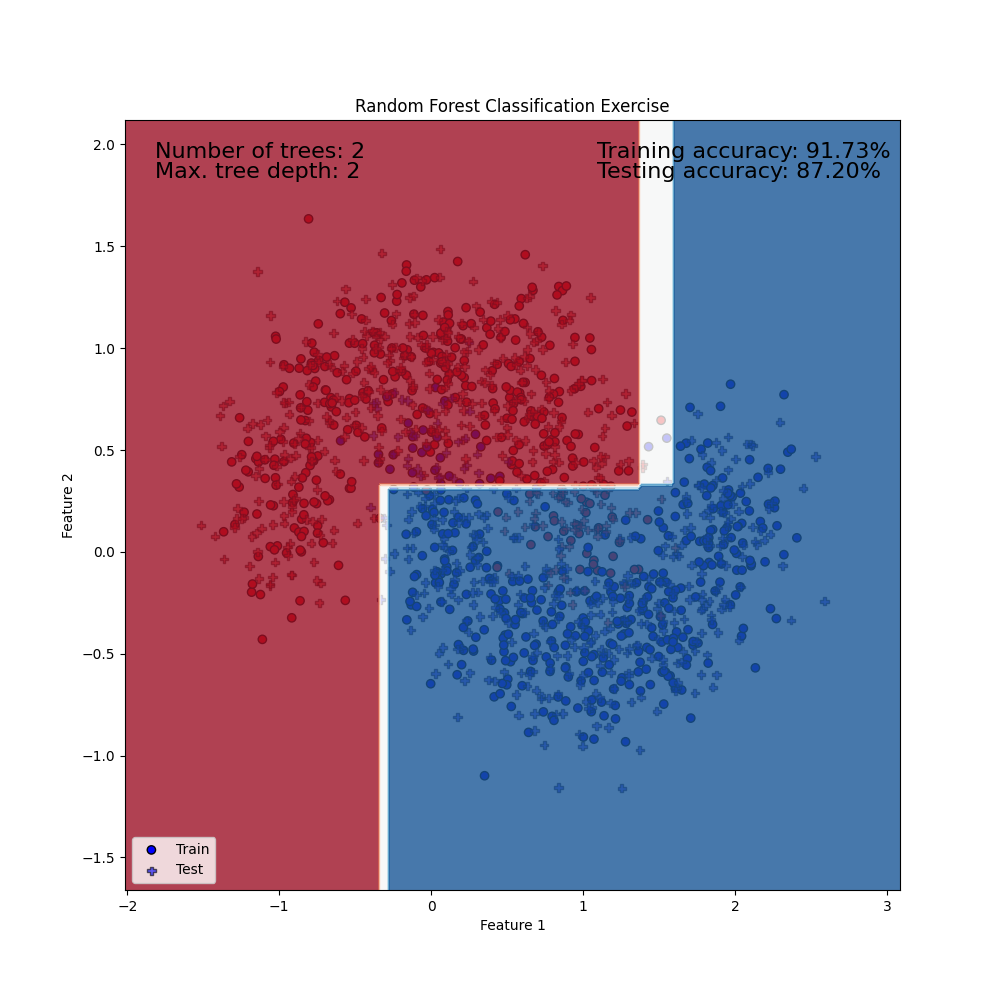 Random Forest Classification Exercise
Number of trees: 2
Max. tree depth: 2
Training accuracy: 91.73%
Testing accuracy: 87.20%
2.0
1.5
1.0
0.5
0.0
−0.5
−1.0
−1.5
Feature 2
Train
Test
−2
−1
0
1
2
3
Feature 1